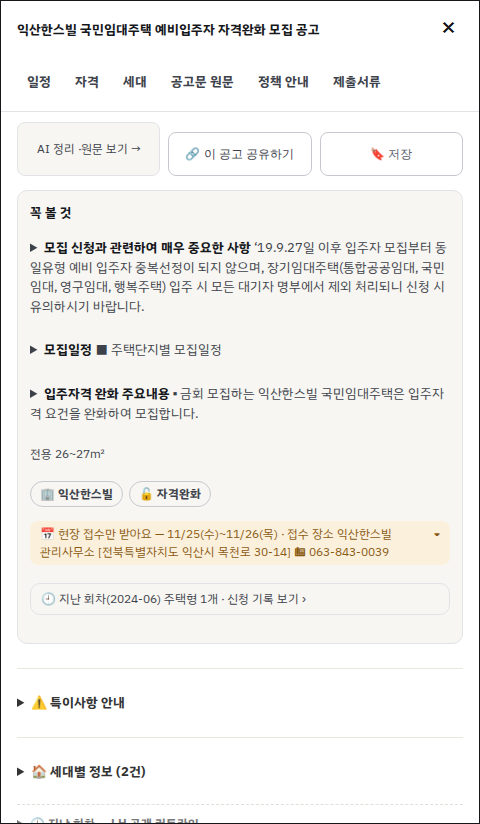 익산한스빌 국민임대주택 예비입주자 자격완화 모집 공고 ✕
일정 자격 세대 공고문 원문 정책 안내 제출서류
AI 정리 ·원문 보기 →
🔗 이 공고 공유하기
🔖 저장
꼭 볼 것
▶ 모집 신청과 관련하여 매우 중요한 사항 ‘19.9.27일 이후 입주자 모집부터 동
일유형 예비 입주자 중복선정이 되지 않으며, 장기임대주택(통합공공임대, 국민
임대, 영구임대, 행복주택) 입주 시 모든 대기자 명부에서 제외 처리되니 신청 시
유의하시기 바랍니다.
▶ 모집일정 ■ 주택단지별 모집일정
▶ 입주자격 완화 주요내용 ▪ 금회 모집하는 익산한스빌 국민임대주택은 입주자
격 요건을 완화하여 모집합니다.
전용 26~27m²
🏢 익산한스빌 🔓 자격완화
📅 현장 접수만 받아요 — 11/25(수)~11/26(목) · 접수 장소 익산한스빌
관리사무소 [전북특별자치도 익산시 목천로 30-14] ☎ 063-843-0039
🕘 지난 회차(2024-06) 주택형 1개 · 신청 기록 보기 ›
▶ ⚠️ 특이사항 안내
▶ 🏠 세대별 정보 (2건)